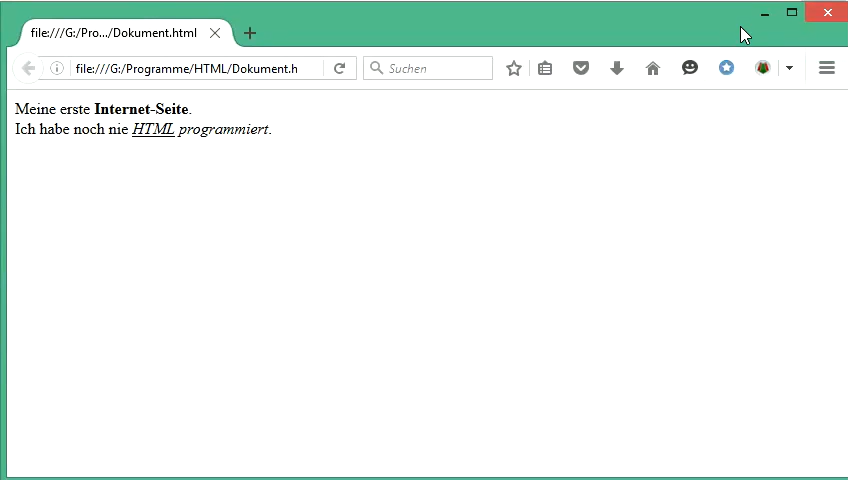 file:///G:/Pro.../Dokument.html
file:///G:/Programme/HTML/Dokument.h
Suchen
Meine erste Internet-Seite.
Ich habe noch nie HTML programmiert.